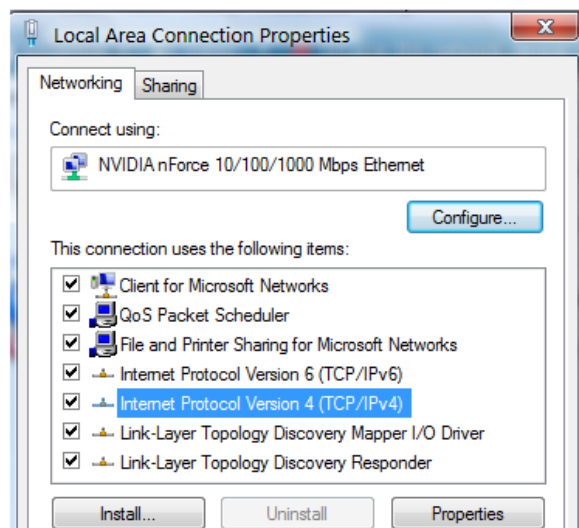 Local Area Connection Properties
X
Networking Sharing
Connect using:
NVIDIA nForce 10/100/1000 Mbps Ethernet
Configure...
This connection uses the following items:
Client for Microsoft Networks
QoS Packet Scheduler
File and Printer Sharing for Microsoft Networks
Internet Protocol Version 6 (TCP/IPv6)
Internet Protocol Version 4 (TCP/IPv4)
Link-Layer Topology Discovery Mapper I/O Driver
Link-Layer Topology Discovery Responder
Install... Uninstall Properties